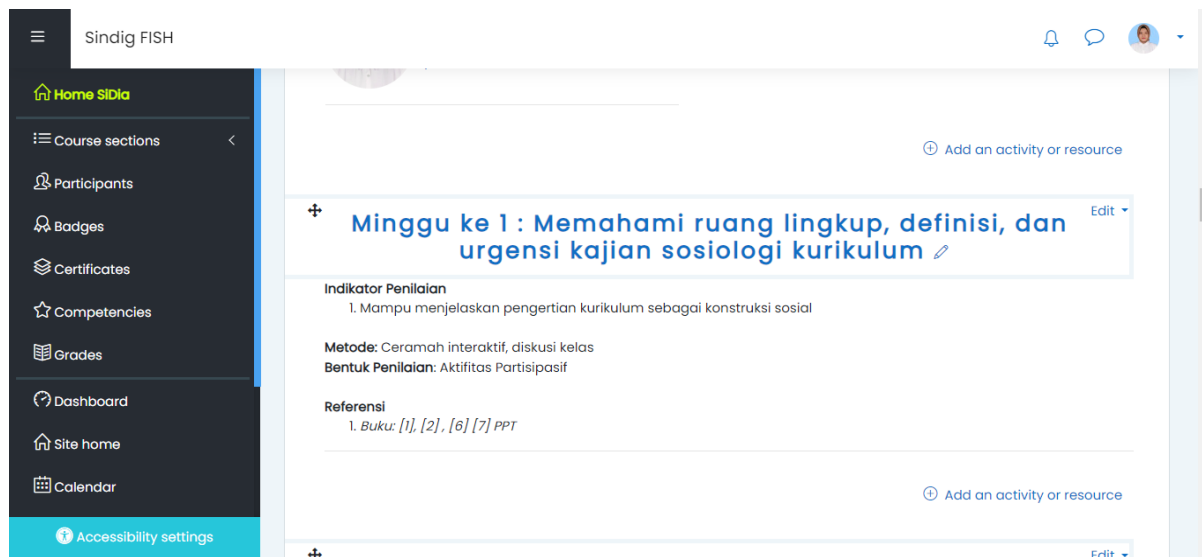 Sindig FISH
Home SiDia
Course sections
Participants
Badges
Certificates
Competencies
Grades
Dashboard
Site home
Calendar
Accessibility settings
Add an activity or resource
Minggu ke 1 : Memahami ruang lingkup, definisi, dan
urgensi kajian sosiologi kurikulum
Edit
Indikator Penilaian
1. Mampu menjelaskan pengertian kurikulum sebagai konstruksi sosial
Metode: Ceramah interaktif, diskusi kelas
Bentuk Penilaian: Aktifitas Partisipasif
Referensi
1. Buku: [1], [2] , [6] [7] PPT
Add an activity or resource
Edit